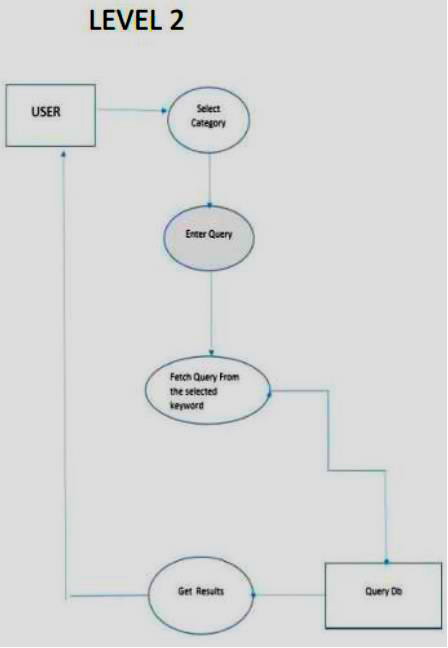 LEVEL 2
USER
Select
Category
Enter Query
Fetch Query From
the selected
keyword
Get Results
Query Db